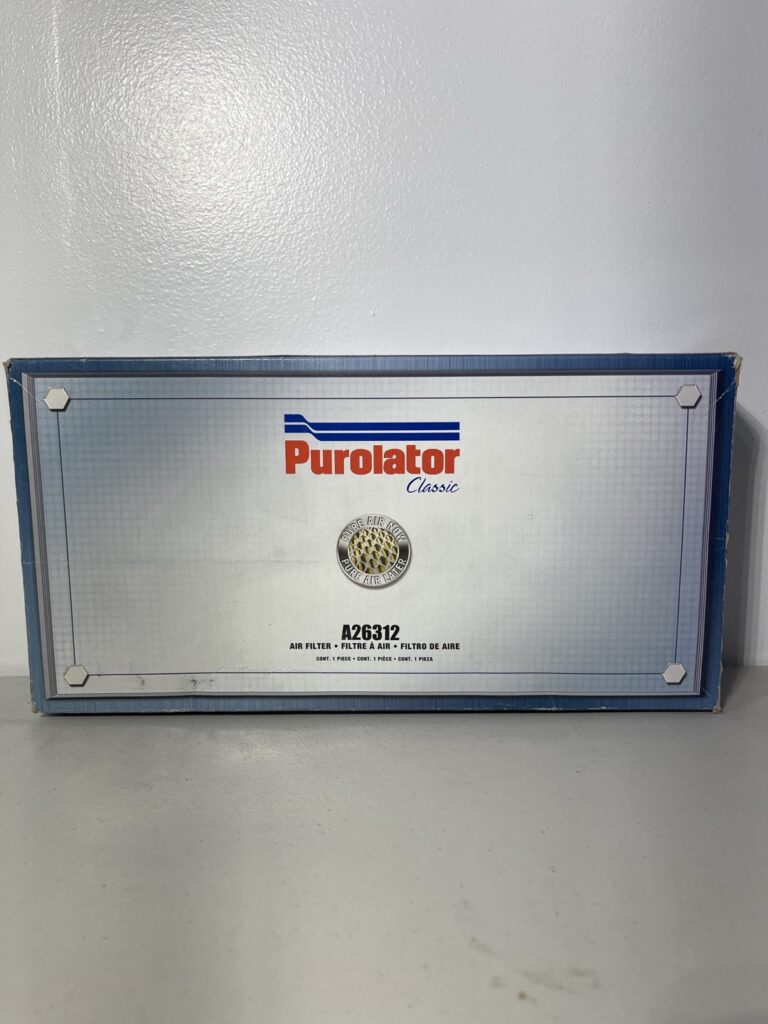 Purolator
Classic
PURE AIR NOW
PURE AIR LATER
A26312
AIR FILTER • FILTRE À AIR • FILTRO DE AIRE
CONT. 1 PIECE • CONT. 1 PIÈCE • CONT. 1 PIEZA